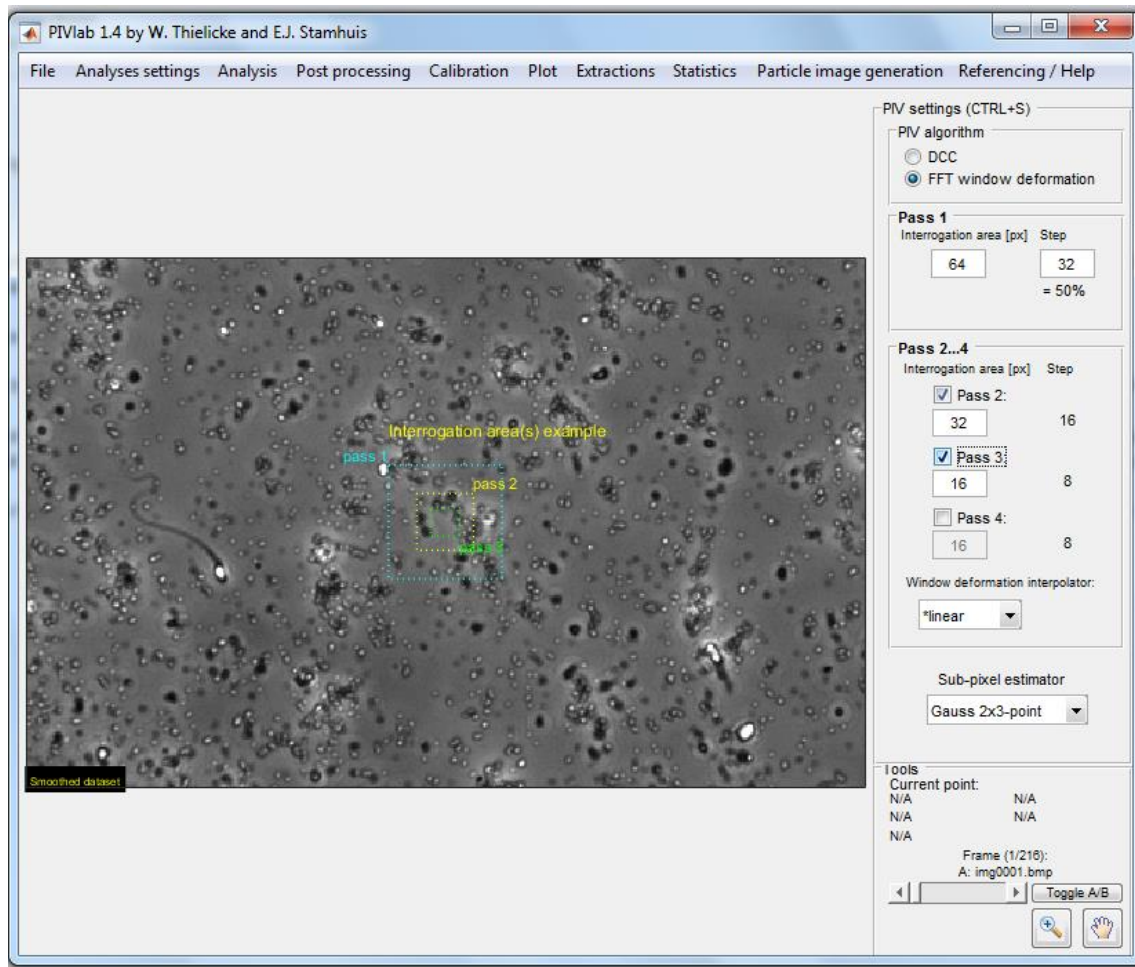 PIVlab 1.4 by W. Thielicke and E.J. Stamhuis
File Analyses settings Analysis Post processing Calibration Plot Extractions Statistics Particle image generation Referencing / Help
PIV settings (CTRL+S)
PIV algorithm
DCC
FFT window deformation
Pass 1
Interrogation area [px] Step
64 32
= 50%
Pass 2...4
Interrogation area [px] Step
Pass 2:
32 16
Pass 3:
16 8
Pass 4:
16 8
Window deformation interpolator:
*linear
Sub-pixel estimator
Gauss 2x3-point
Interrogation area(s) example
pass 1
pass 2
pass 3
Smoothed dataset
Tools
Current point:
N/A N/A
N/A N/A
N/A
Frame (1/216):
A: img0001.bmp
Toggle A/B